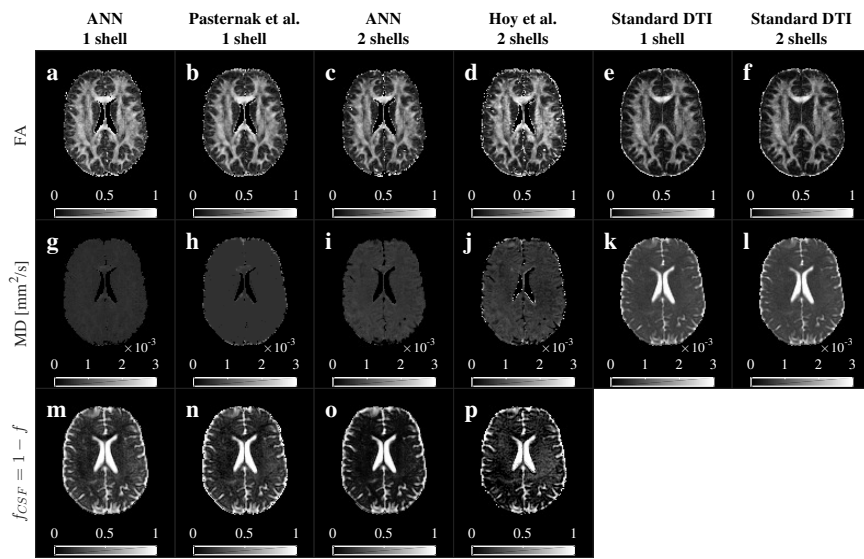 ANN Pasternak et al. ANN Hoy et al. Standard DTI Standard DTI
1 shell 1 shell 2 shells 2 shells 1 shell 2 shells
FA
a b c d e f
0 0.5 1 0 0.5 1 0 0.5 1 0 0.5 1 0 0.5 1 0 0.5 1
MD [mm²/s]
g h i j k l
×10⁻³ ×10⁻³ ×10⁻³ ×10⁻³ ×10⁻³ ×10⁻³
0 1 2 3 0 1 2 3 0 1 2 3 0 1 2 3 0 1 2 3 0 1 2 3
f_CSF = 1 − f
m n o p
0 0.5 1 0 0.5 1 0 0.5 1 0 0.5 1